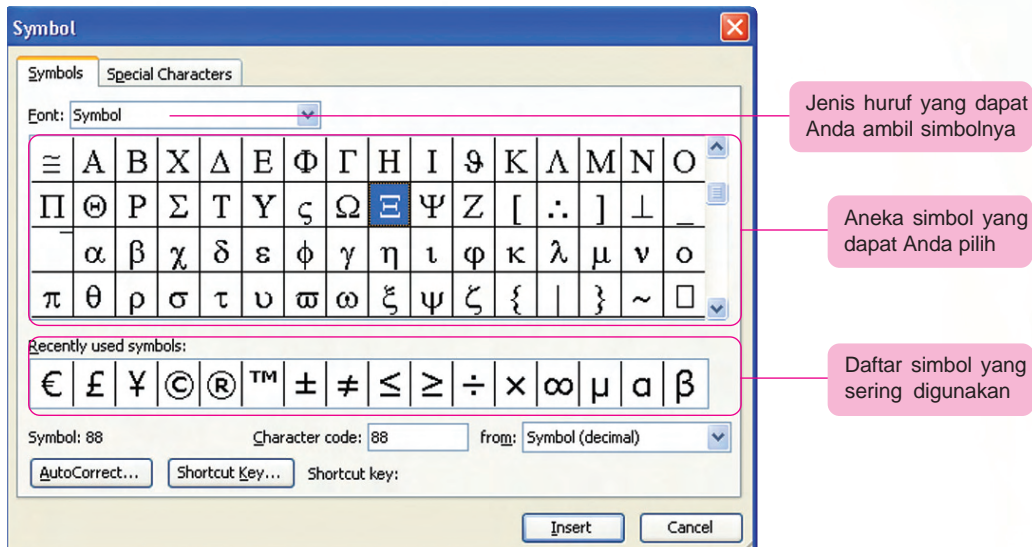 Symbol
Symbols Special Characters
Font: Symbol
Jenis huruf yang dapat
Anda ambil simbolnya
≅ Α Β Χ Δ Ε Φ Γ Η Ι ϑ Κ Λ Μ Ν Ο
Π Θ Ρ Σ Τ Υ ς Ω Ξ Ψ Ζ [ ∴ ] ⊥ _
‾ α β χ δ ε φ γ η ι ϕ κ λ μ ν ο
π θ ρ σ τ υ ϖ ω ξ ψ ζ { | } ~ □
Aneka simbol yang
dapat Anda pilih
Recently used symbols:
€ £ ¥ © ® ™ ± ≠ ≤ ≥ ÷ × ∞ µ α β
Daftar simbol yang
sering digunakan
Symbol: 88 Character code: 88 from: Symbol (decimal)
AutoCorrect... Shortcut Key... Shortcut key:
Insert Cancel